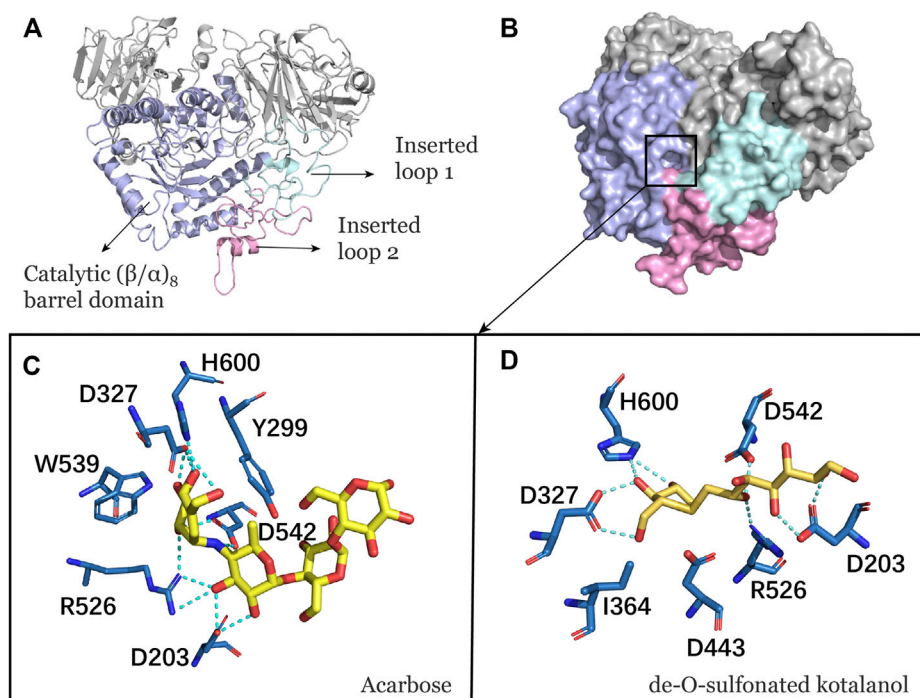 A
B
Inserted
loop 1
Inserted
loop 2
Catalytic (β/α)8
barrel domain
C
H600
D327
Y299
W539
D542
R526
D203
Acarbose
D
H600
D542
D327
D203
I364
R526
D443
de-O-sulfonated kotalanol